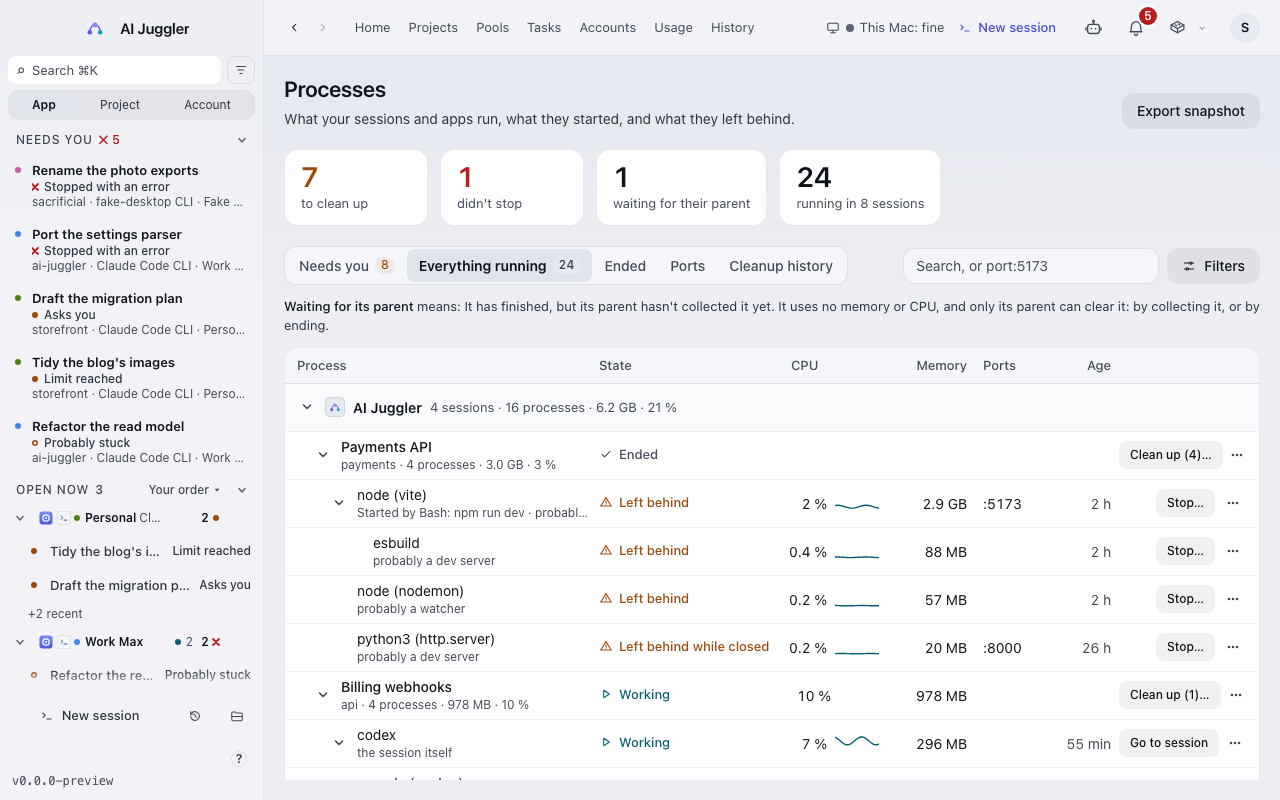 AI Juggler
Search ⌘K
App Project Account
NEEDS YOU 5
Rename the photo exports
Stopped with an error
sacrificial · fake-desktop CLI · Fake ...
Port the settings parser
Stopped with an error
ai-juggler · Claude Code CLI · Work ...
Draft the migration plan
Asks you
storefront · Claude Code CLI · Perso...
Tidy the blog's images
Limit reached
storefront · Claude Code CLI · Perso...
Refactor the read model
Probably stuck
ai-juggler · Claude Code CLI · Work ...
OPEN NOW 3 Your order
Personal Cl... 2
Tidy the blog's i... Limit reached
Draft the migration p... Asks you
+2 recent
Work Max 2 2
Refactor the re... Probably stuck
New session
?
v0.0.0-preview
Home Projects Pools Tasks Accounts Usage History This Mac: fine New session 5 S
Processes
What your sessions and apps run, what they started, and what they left behind.
Export snapshot
7
to clean up
1
didn't stop
1
waiting for their parent
24
running in 8 sessions
Needs you 8 Everything running 24 Ended Ports Cleanup history
Search, or port:5173 Filters
Waiting for its parent means: It has finished, but its parent hasn't collected it yet. It uses no memory or CPU, and only its parent can clear it: by collecting it, or by
ending.
Process State CPU Memory Ports Age
AI Juggler 4 sessions · 16 processes · 6.2 GB · 21 %
Payments API
payments · 4 processes · 3.0 GB · 3 %
Ended Clean up (4)...
node (vite)
Started by Bash: npm run dev · probabl...
Left behind 2 % 2.9 GB :5173 2 h Stop...
esbuild
probably a dev server
Left behind 0.4 % 88 MB 2 h Stop...
node (nodemon)
probably a watcher
Left behind 0.2 % 57 MB 2 h Stop...
python3 (http.server)
probably a dev server
Left behind while closed 0.2 % 20 MB :8000 26 h Stop...
Billing webhooks
api · 4 processes · 978 MB · 10 %
Working 10 % 978 MB Clean up (1)...
codex
the session itself
Working 7 % 296 MB 55 min Go to session